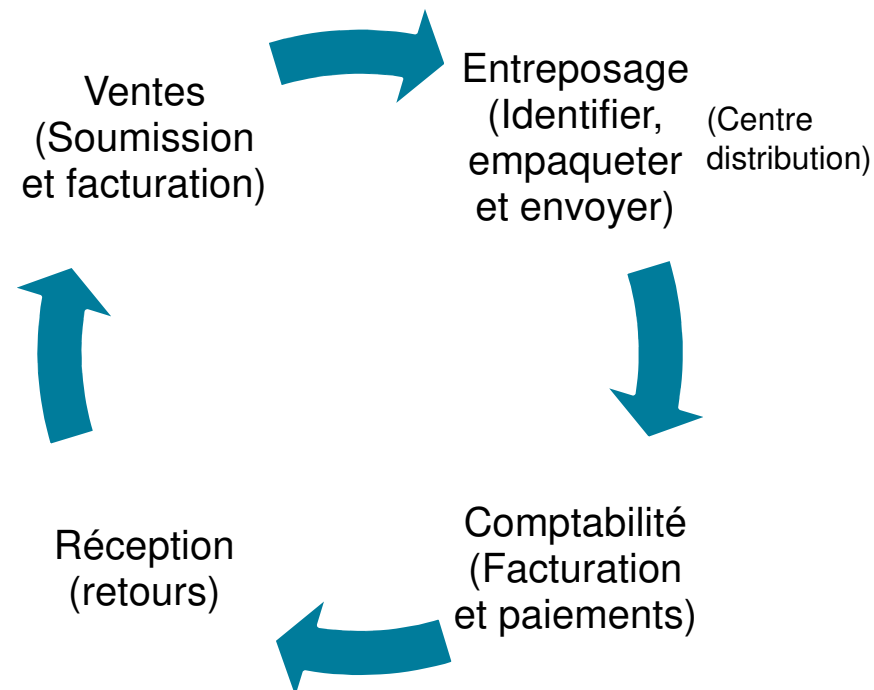 Ventes
(Soumission
et facturation)
Entreposage
(Identifier,
empaqueter
et envoyer)
(Centre
distribution)
Comptabilité
(Facturation
et paiements)
Réception
(retours)